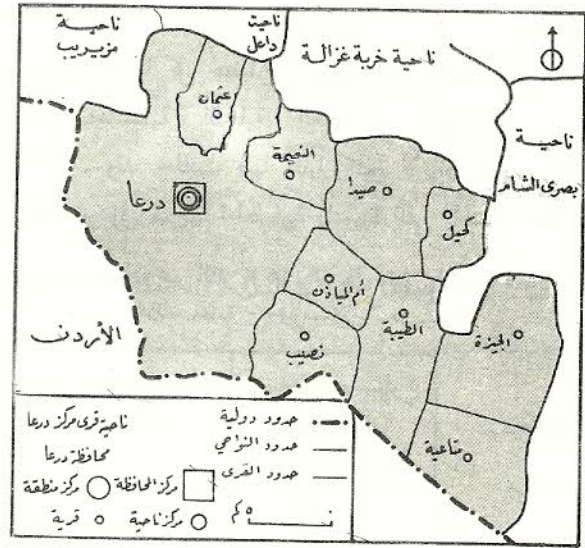 ناحية
مزيريب
ناحية
داعل
ناحية خربة غزالة
ناحية
بصرى الشام
عثمان
النعيمة
صيدا
كحيل
درعا
أم المياذن
الطيبة
الجيزة
نصيب
متاعية
الأردن
ناحية قرى مركز درعا
محافظة درعا
حدود دولية
حدود النواحي
حدود القرى
مركز المحافظة
مركز منطقة
مركز ناحية
قرية
٥ كم